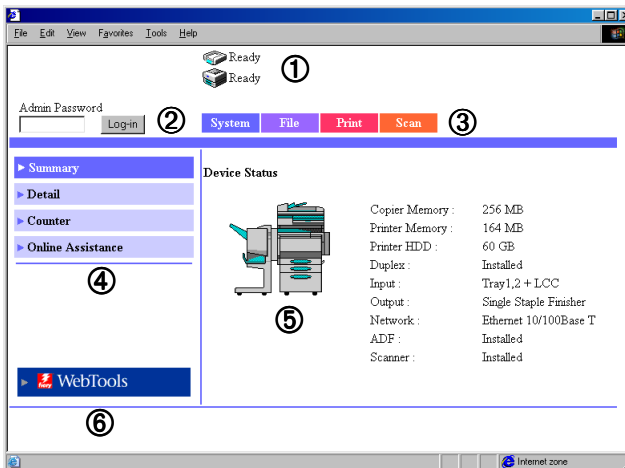 File Edit View Favorites Tools Help
Ready
①
Ready
Admin Password
Log-in
②
System File Print Scan
③
Summary
Detail
Counter
Online Assistance
④
Device Status
Copier Memory : 256 MB
Printer Memory : 164 MB
Printer HDD : 60 GB
Duplex : Installed
Input : Tray1,2 + LCC
Output : Single Staple Finisher
Network : Ethernet 10/100Base T
ADF : Installed
Scanner : Installed
⑤
fiery WebTools
⑥
Internet zone